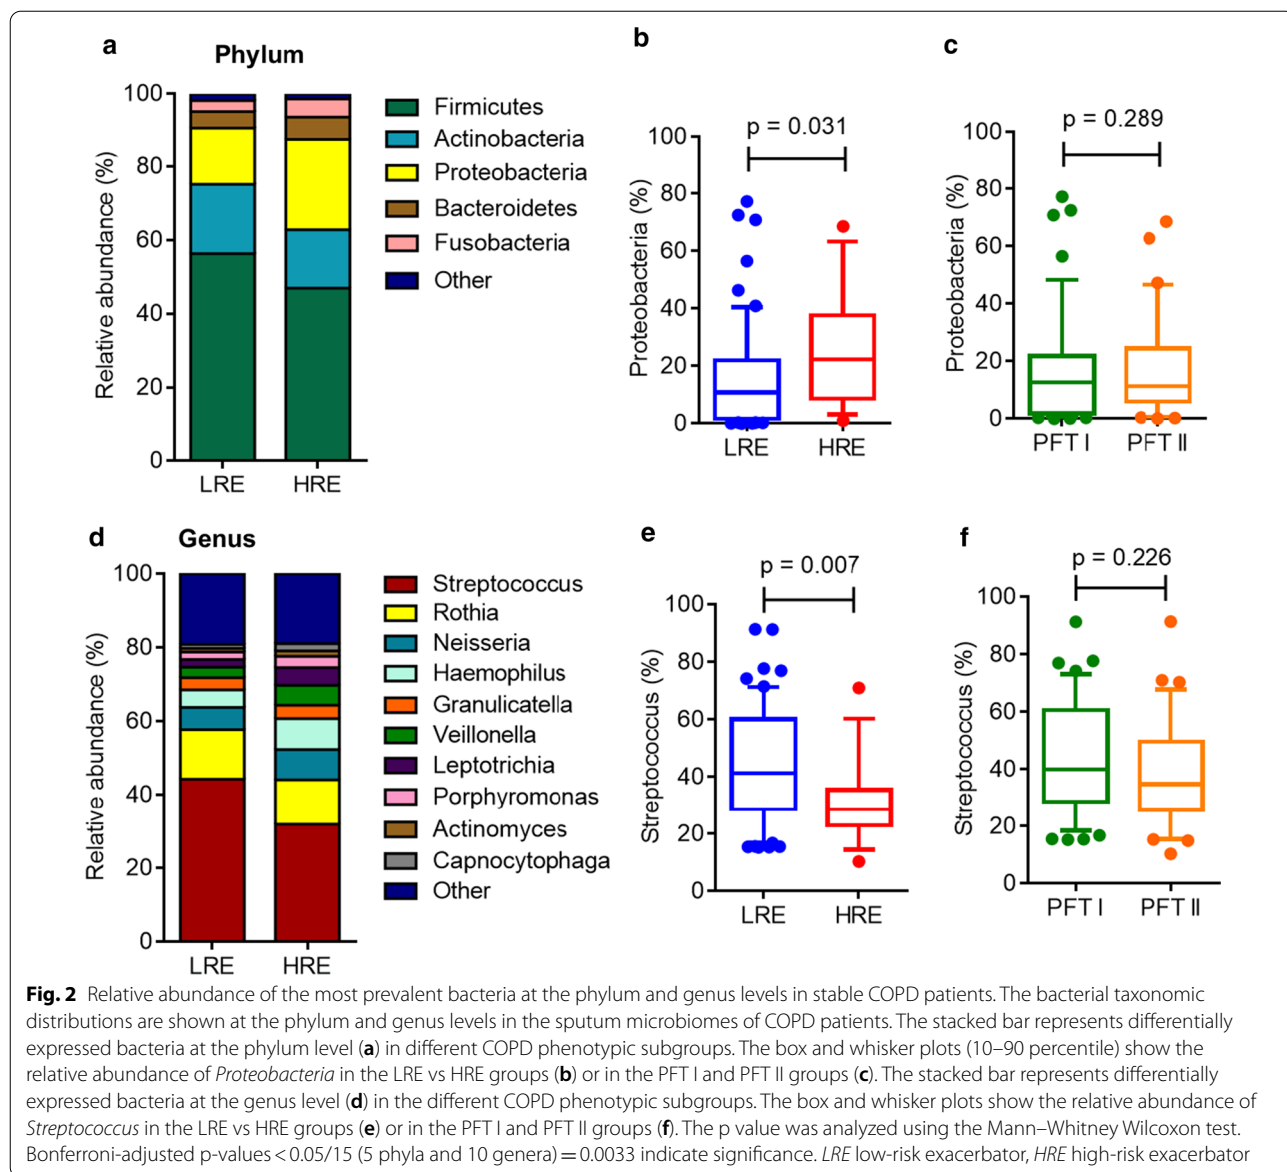 a
Phylum
Relative abundance (%)
100
80
60
40
20
0
LRE
HRE
Firmicutes
Actinobacteria
Proteobacteria
Bacteroidetes
Fusobacteria
Other
b
p = 0.031
Proteobacteria (%)
100
80
60
40
20
0
LRE
HRE
c
p = 0.289
Proteobacteria (%)
100
80
60
40
20
0
PFT I
PFT II
d
Genus
Relative abundance (%)
100
80
60
40
20
0
LRE
HRE
Streptococcus
Rothia
Neisseria
Haemophilus
Granulicatella
Veillonella
Leptotrichia
Porphyromonas
Actinomyces
Capnocytophaga
Other
e
p = 0.007
Streptococcus (%)
100
80
60
40
20
0
LRE
HRE
f
p = 0.226
Streptococcus (%)
100
80
60
40
20
0
PFT I
PFT II
Fig. 2 Relative abundance of the most prevalent bacteria at the phylum and genus levels in stable COPD patients. The bacterial taxonomic
distributions are shown at the phylum and genus levels in the sputum microbiomes of COPD patients. The stacked bar represents differentially
expressed bacteria at the phylum level (a) in different COPD phenotypic subgroups. The box and whisker plots (10–90 percentile) show the
relative abundance of Proteobacteria in the LRE vs HRE groups (b) or in the PFT I and PFT II groups (c). The stacked bar represents differentially
expressed bacteria at the genus level (d) in the different COPD phenotypic subgroups. The box and whisker plots show the relative abundance of
Streptococcus in the LRE vs HRE groups (e) or in the PFT I and PFT II groups (f). The p value was analyzed using the Mann–Whitney Wilcoxon test.
Bonferroni-adjusted p-values < 0.05/15 (5 phyla and 10 genera) = 0.0033 indicate significance. LRE low-risk exacerbator, HRE high-risk exacerbator